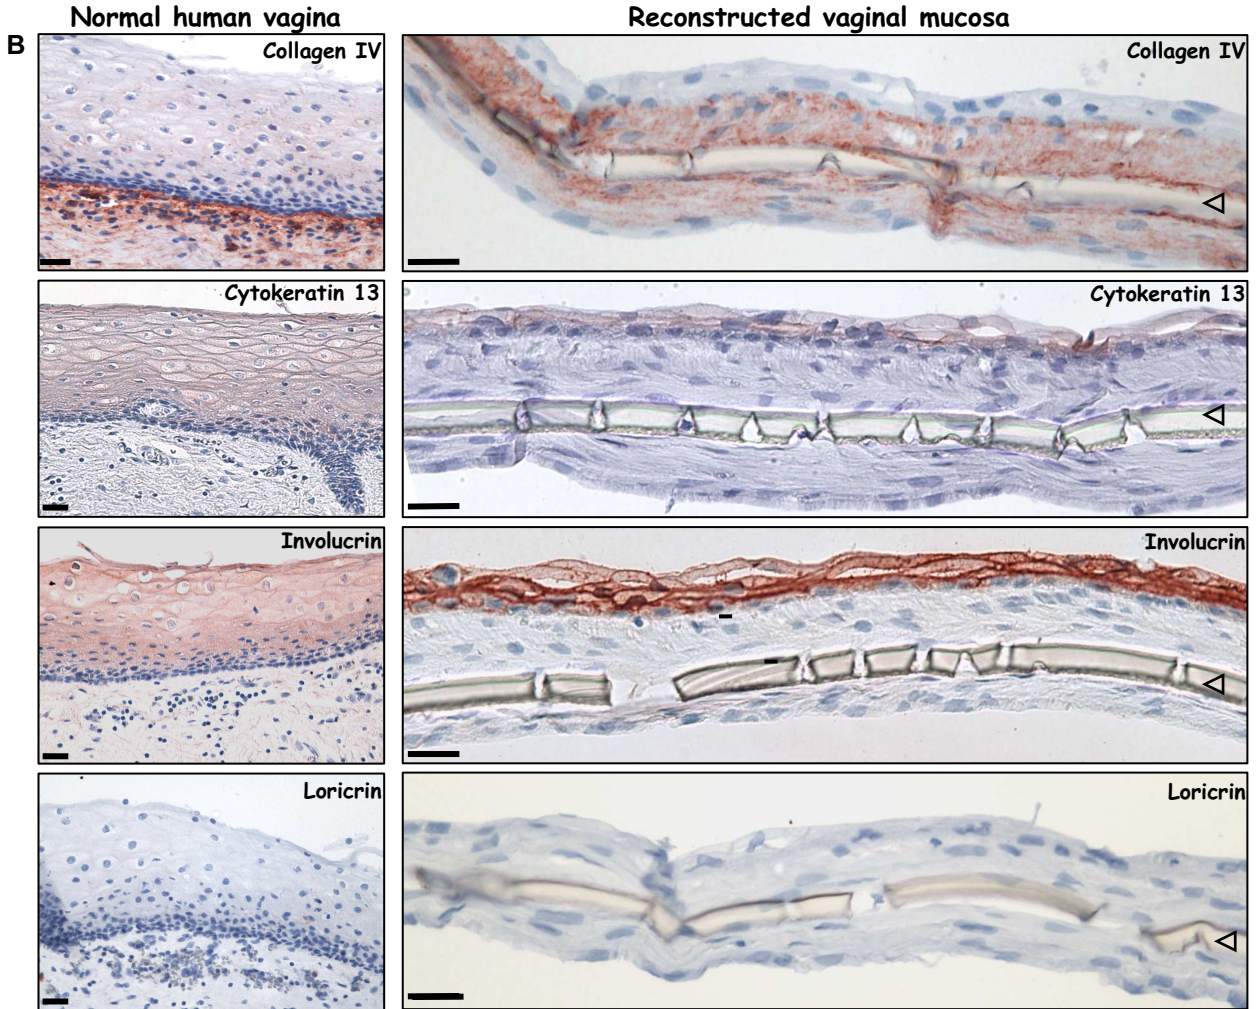 Normal human vagina
Reconstructed vaginal mucosa
B
Collagen IV
Collagen IV
Cytokeratin 13
Cytokeratin 13
Involucrin
Involucrin
Loricrin
Loricrin